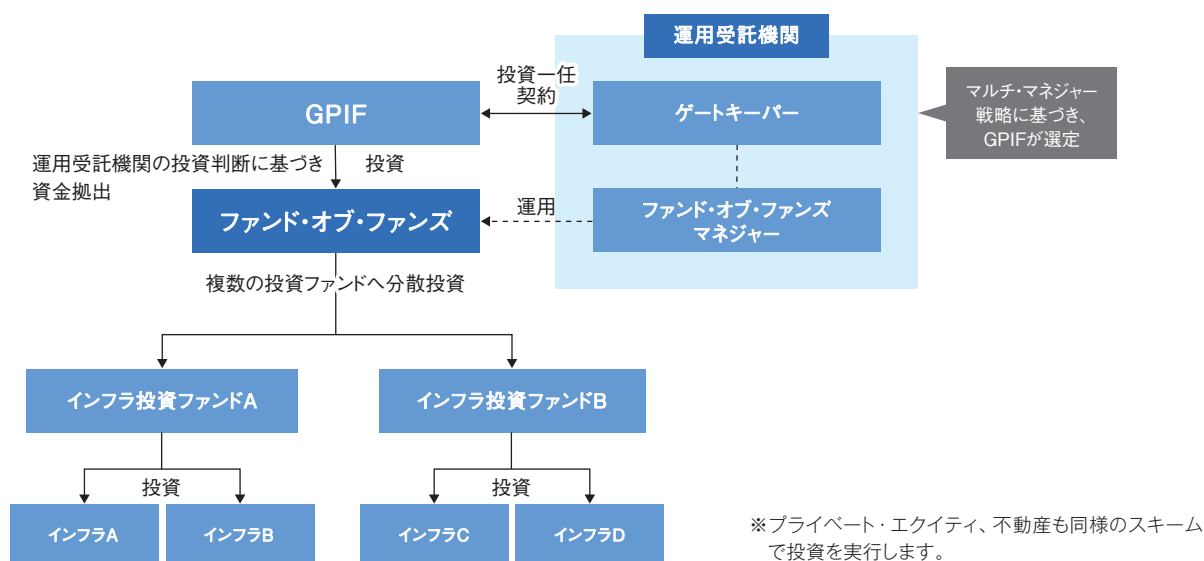 運用受託機関
投資一任
契約
GPIF
ゲートキーパー
マルチ・マネジャー
戦略に基づき、
GPIFが選定
運用受託機関の投資判断に基づき
資金拠出
投資
ファンド・オブ・ファンズ
運用
ファンド・オブ・ファンズ
マネジャー
複数の投資ファンドへ分散投資
インフラ投資ファンドA
インフラ投資ファンドB
投資
投資
インフラA
インフラB
インフラC
インフラD
※プライベート・エクイティ、不動産も同様のスキーム
で投資を実行します。